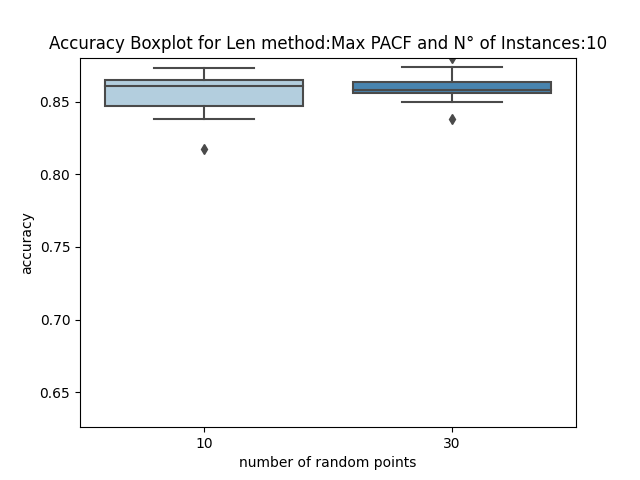 Accuracy Boxplot for Len method:Max PACF and N° of Instances:10
accuracy
0.85
0.80
0.75
0.70
0.65
10
30
number of random points